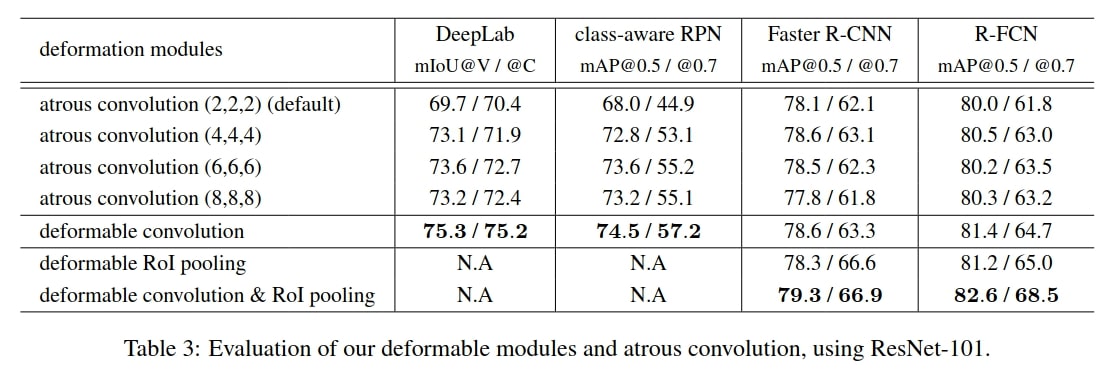 deformation modules DeepLab class-aware RPN Faster R-CNN R-FCN
mIoU@V / @C mAP@0.5 / @0.7 mAP@0.5 / @0.7 mAP@0.5 / @0.7
atrous convolution (2,2,2) (default) 69.7 / 70.4 68.0 / 44.9 78.1 / 62.1 80.0 / 61.8
atrous convolution (4,4,4) 73.1 / 71.9 72.8 / 53.1 78.6 / 63.1 80.5 / 63.0
atrous convolution (6,6,6) 73.6 / 72.7 73.6 / 55.2 78.5 / 62.3 80.2 / 63.5
atrous convolution (8,8,8) 73.2 / 72.4 73.2 / 55.1 77.8 / 61.8 80.3 / 63.2
deformable convolution 75.3 / 75.2 74.5 / 57.2 78.6 / 63.3 81.4 / 64.7
deformable RoI pooling N.A N.A 78.3 / 66.6 81.2 / 65.0
deformable convolution & RoI pooling N.A N.A 79.3 / 66.9 82.6 / 68.5
Table 3: Evaluation of our deformable modules and atrous convolution, using ResNet-101.